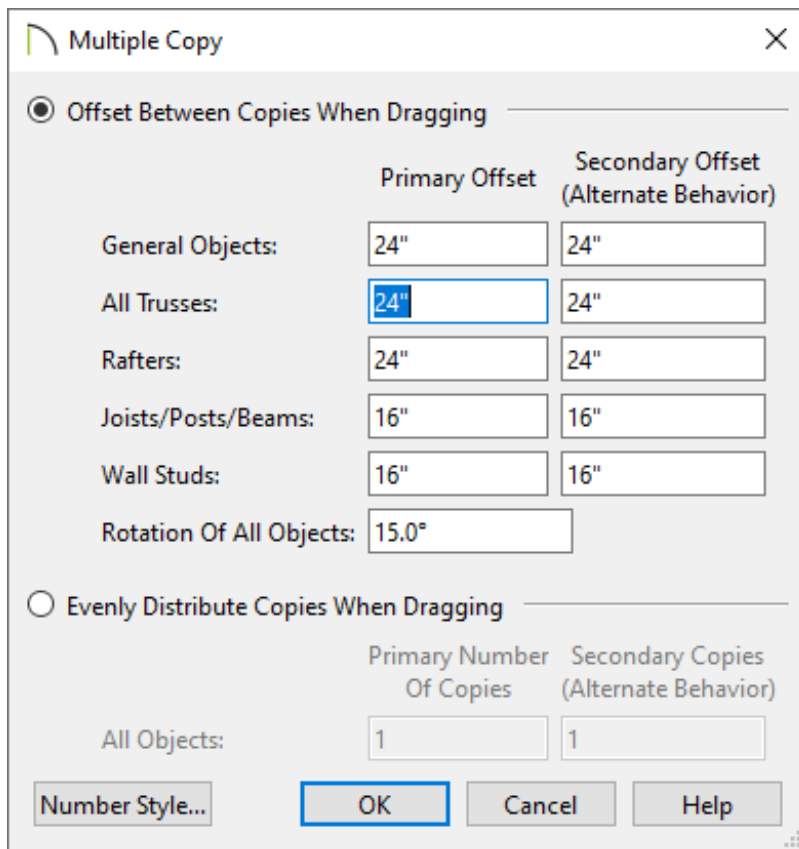 Multiple Copy
Offset Between Copies When Dragging
Primary Offset
Secondary Offset
(Alternate Behavior)
General Objects: 24" 24"
All Trusses: 24" 24"
Rafters: 24" 24"
Joists/Posts/Beams: 16" 16"
Wall Studs: 16" 16"
Rotation Of All Objects: 15.0°
Evenly Distribute Copies When Dragging
Primary Number
Of Copies
Secondary Copies
(Alternate Behavior)
All Objects: 1 1
Number Style... OK Cancel Help